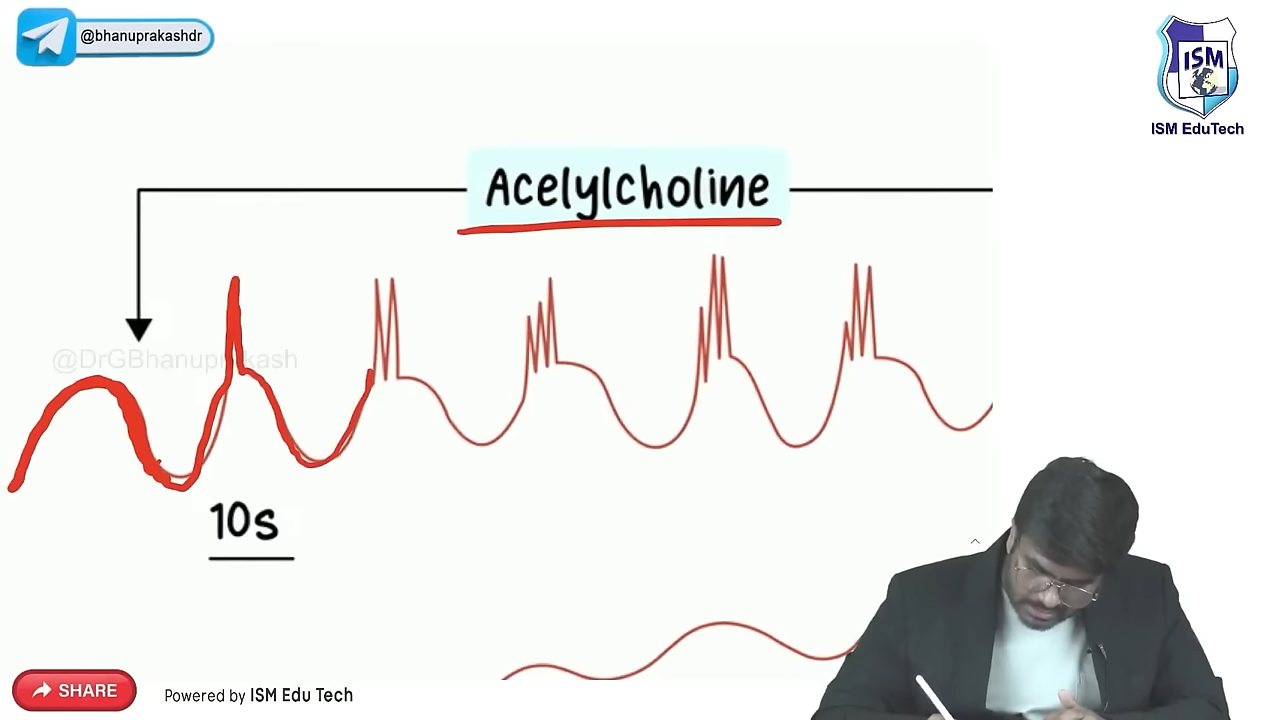 @bhanuprakashdr
ISM
ISM EduTech
Acelylcholine
@DrGBhanuprakash
10s
SHARE
Powered by ISM Edu Tech